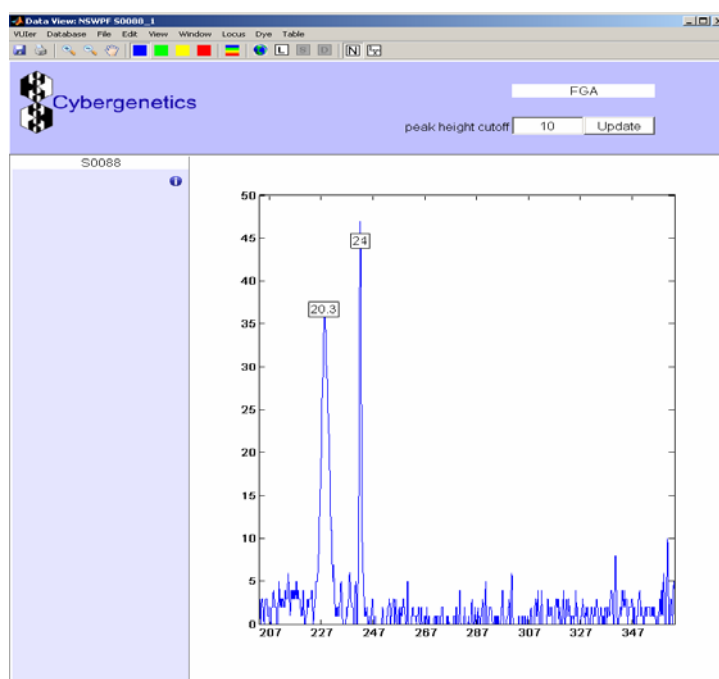 Data View: NSWPF S0088_1
VUIer Database File Edit View Window Locus Dye Table
L S D N
Cybergenetics
FGA
peak height cutoff 10 Update
S0088
50
45
40
35
30
25
20
15
10
5
0
24
20.3
207 227 247 267 287 307 327 347